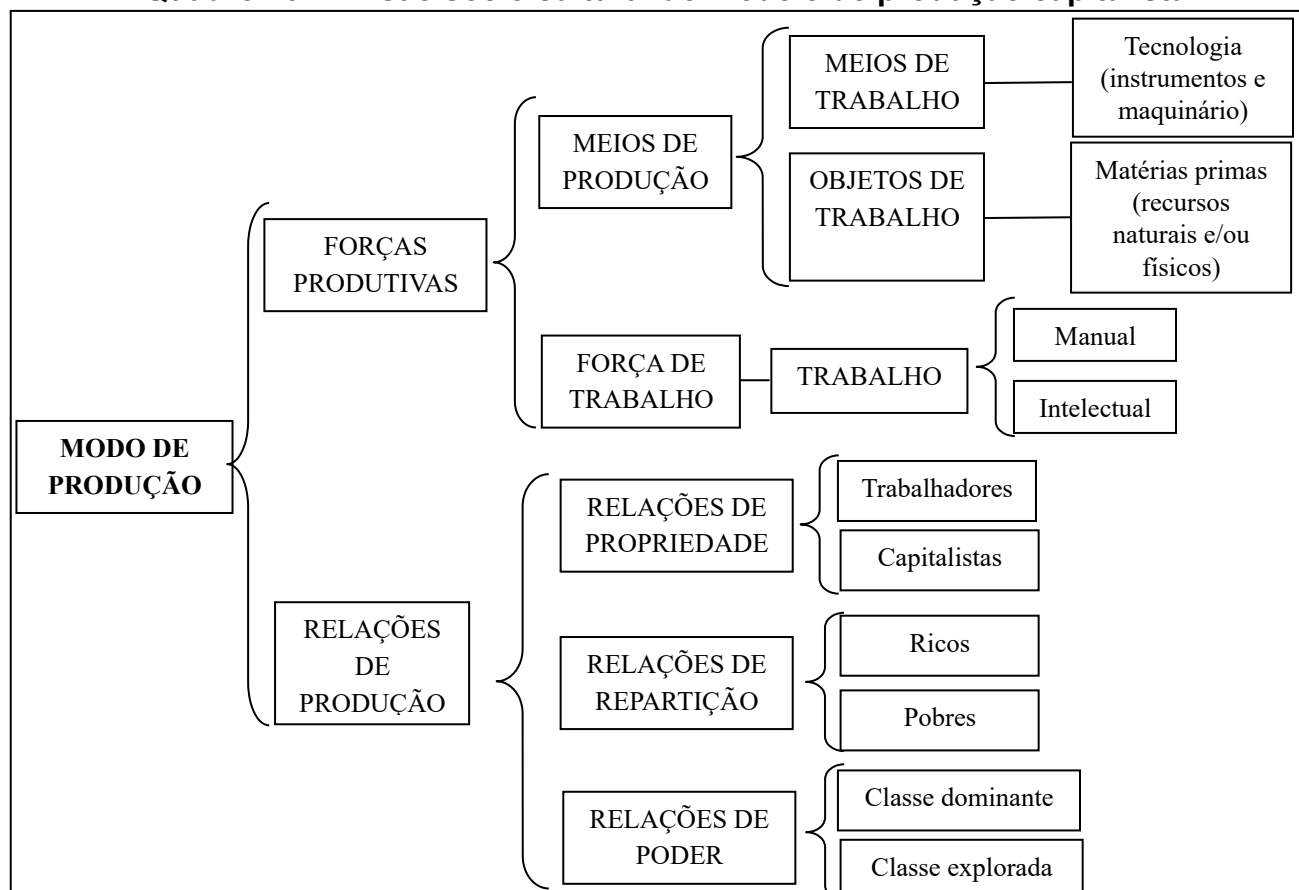 MEIOS DE
TRABALHO
Tecnologia
(instrumentos e
maquinário)
MEIOS DE
PRODUÇÃO
OBJETOS DE
TRABALHO
Matérias primas
(recursos
naturais e/ou
físicos)
FORÇAS
PRODUTIVAS
FORÇA DE
TRABALHO
TRABALHO
Manual
Intelectual
MODO DE
PRODUÇÃO
RELAÇÕES DE
PROPRIEDADE
Trabalhadores
Capitalistas
RELAÇÕES
DE
PRODUÇÃO
RELAÇÕES DE
REPARTIÇÃO
Ricos
Pobres
RELAÇÕES DE
PODER
Classe dominante
Classe explorada